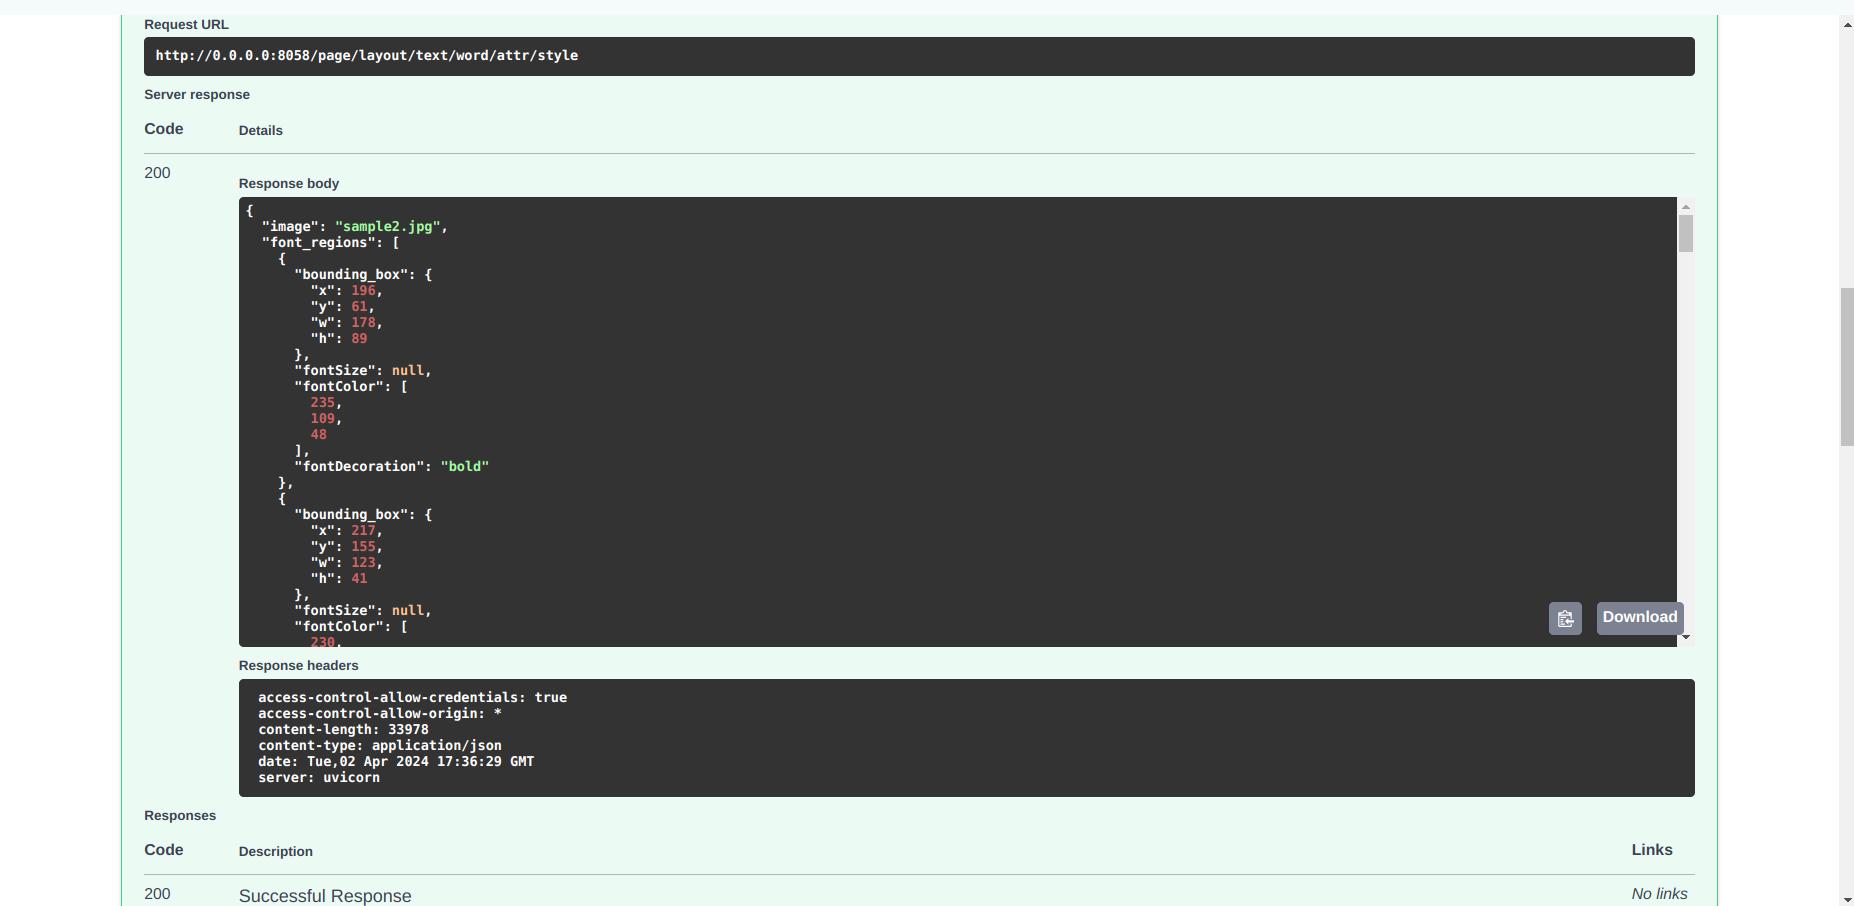 Request URL
http://0.0.0.0:8058/page/layout/text/word/attr/style
Server response
Code Details
200
Response body
{
"image": "sample2.jpg",
"font_regions": [
{
"bounding_box": {
"x": 196,
"y": 61,
"w": 178,
"h": 89
},
"fontSize": null,
"fontColor": [
235,
109,
48
],
"fontDecoration": "bold"
},
{
"bounding_box": {
"x": 217,
"y": 155,
"w": 123,
"h": 41
},
"fontSize": null,
"fontColor": [
230,
Download
Response headers
access-control-allow-credentials: true
access-control-allow-origin: *
content-length: 33978
content-type: application/json
date: Tue,02 Apr 2024 17:36:29 GMT
server: uvicorn
Responses
Code Description Links
200 Successful Response No links